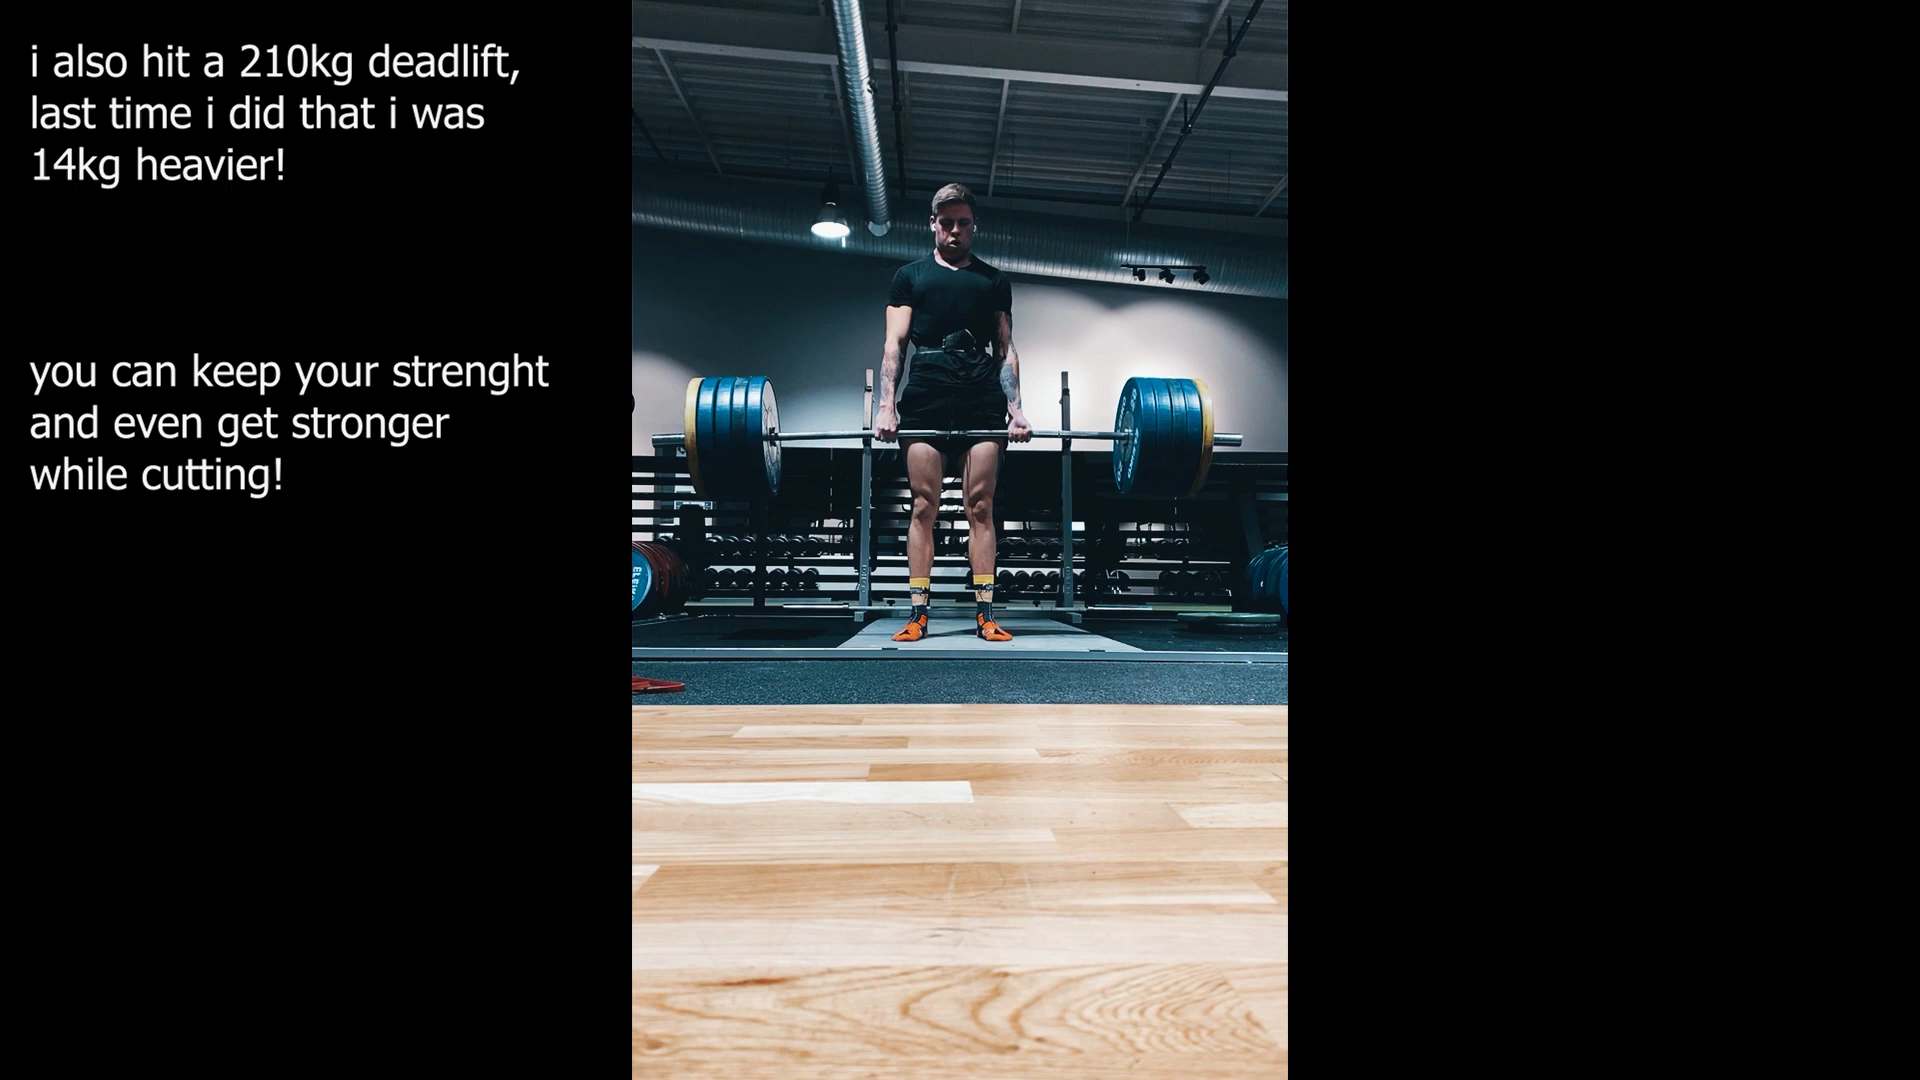 i also hit a 210kg deadlift,
last time i did that i was
14kg heavier!
you can keep your strenght
and even get stronger
while cutting!